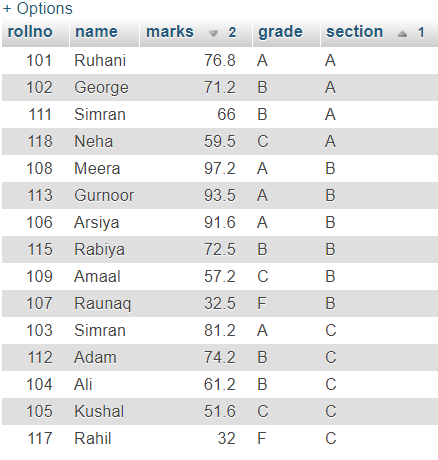 + Options
rollno name marks 2 grade section 1
101 Ruhani 76.8 A A
102 George 71.2 B A
111 Simran 66 B A
118 Neha 59.5 C A
108 Meera 97.2 A B
113 Gurnoor 93.5 A B
106 Arsiya 91.6 A B
115 Rabiya 72.5 B B
109 Amaal 57.2 C B
107 Raunaq 32.5 F B
103 Simran 81.2 A C
112 Adam 74.2 B C
104 Ali 61.2 B C
105 Kushal 51.6 C C
117 Rahil 32 F C